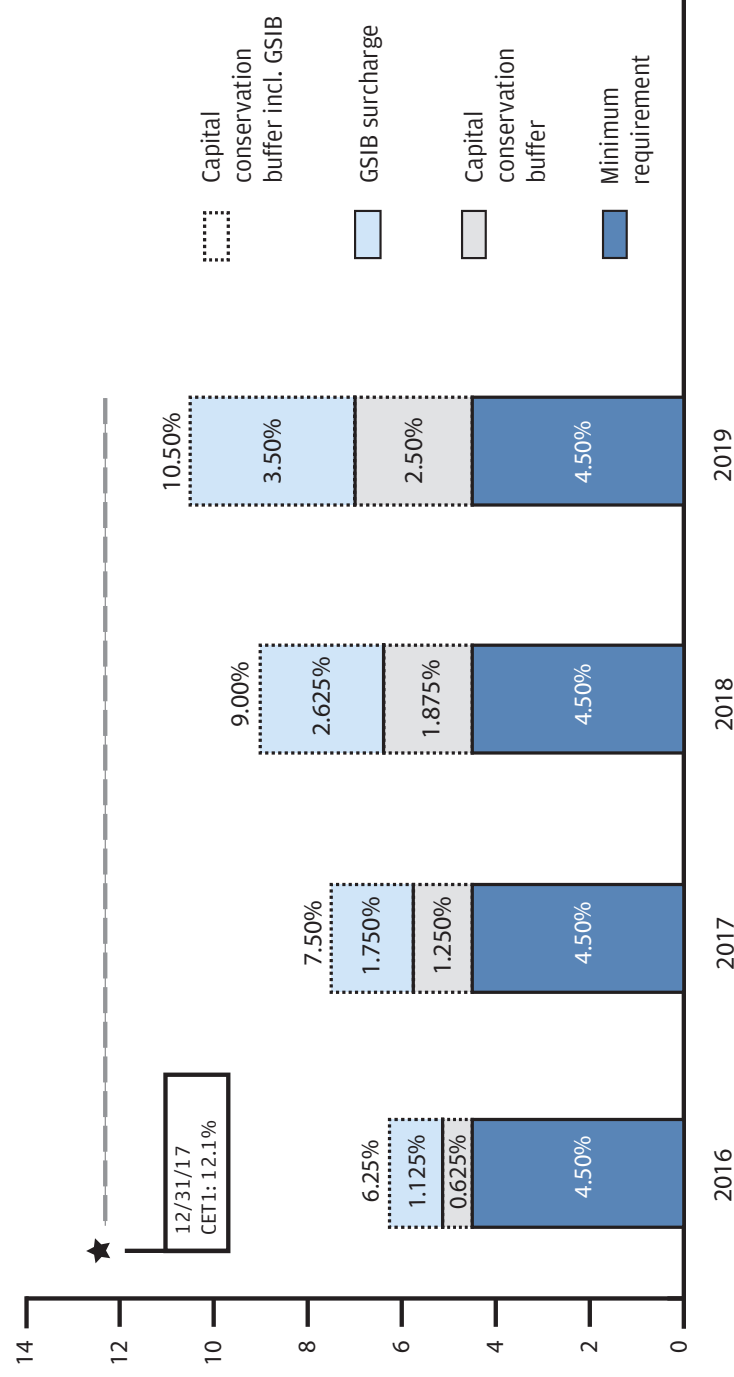 14
12
10
8
6
4
2
0
12/31/17
CET1: 12.1%
6.25%
1.125%
0.625%
4.50%
2016
7.50%
1.750%
1.250%
4.50%
2017
9.00%
2.625%
1.875%
4.50%
2018
10.50%
3.50%
2.50%
4.50%
2019
Capital
conservation
buffer incl. GSIB
GSIB surcharge
Capital
conservation
buffer
Minimum
requirement